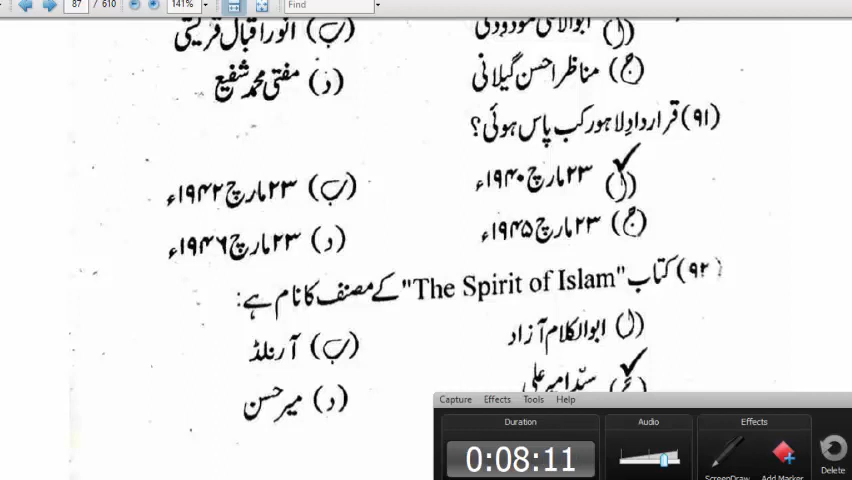 87 / 610 141% Find
(ل) ابوالاعلیٰ مودودی (ب) انور اقبال قریشی
(ج) مناظر احسن گیلانی (د) مفتی محمد شفیع
(۹۱) قراردادِ لاہور کب پاس ہوئی؟
(ل) ۲۳ مارچ ۱۹۴۰ء (ب) ۲۳ مارچ ۱۹۴۲ء
(ج) ۲۳ مارچ ۱۹۴۵ء (د) ۲۳ مارچ ۱۹۴۶ء
(۹۲) کتاب "The Spirit of Islam" کے مصنف کا نام ہے:
(ل) ابوالکلام آزاد (ب) آرنلڈ
(ج) سیّد امیر علی (د) میر حسن
Capture Effects Tools Help
Duration Audio Effects
0:08:11
ScreenDraw Add Marker Delete